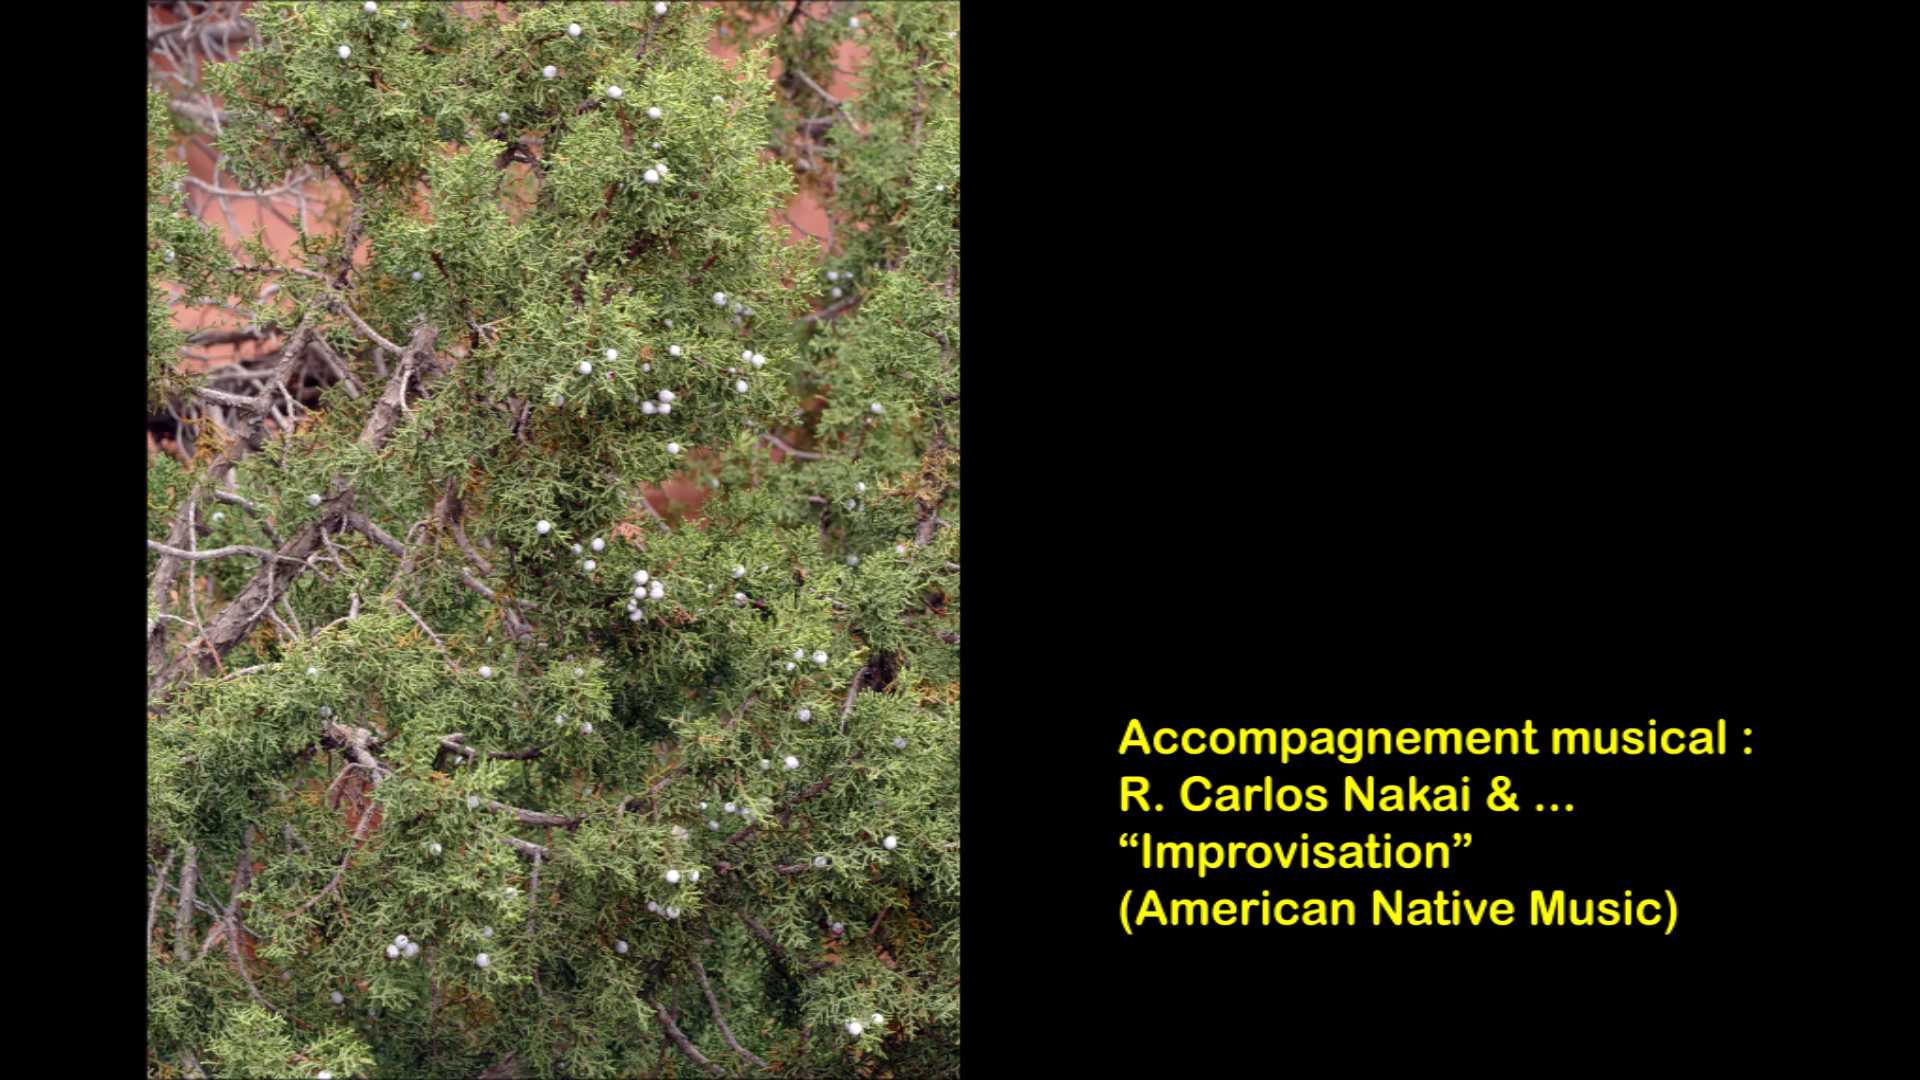 Accompagnement musical :
R. Carlos Nakai & ...
“Improvisation”
(American Native Music)